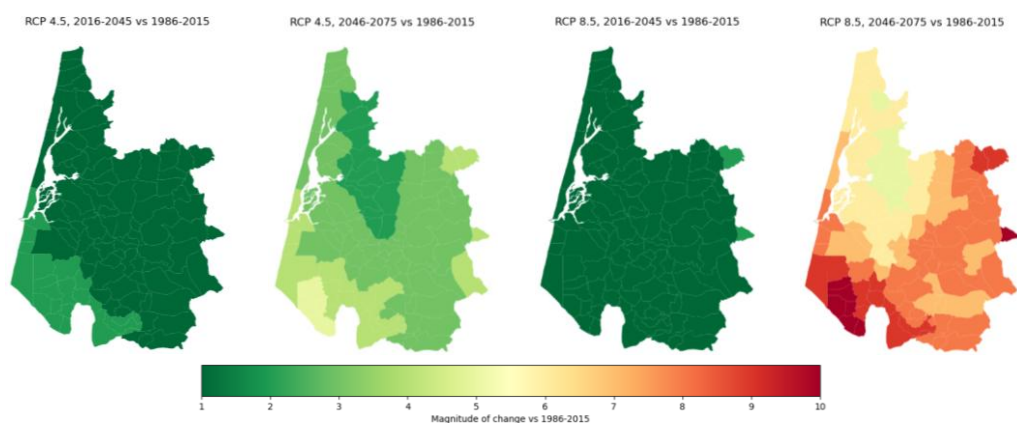 RCP 4.5, 2016-2045 vs 1986-2015
RCP 4.5, 2046-2075 vs 1986-2015
RCP 8.5, 2016-2045 vs 1986-2015
RCP 8.5, 2046-2075 vs 1986-2015
1 2 3 4 5 6 7 8 9 10
Magnitude of change vs 1986-2015